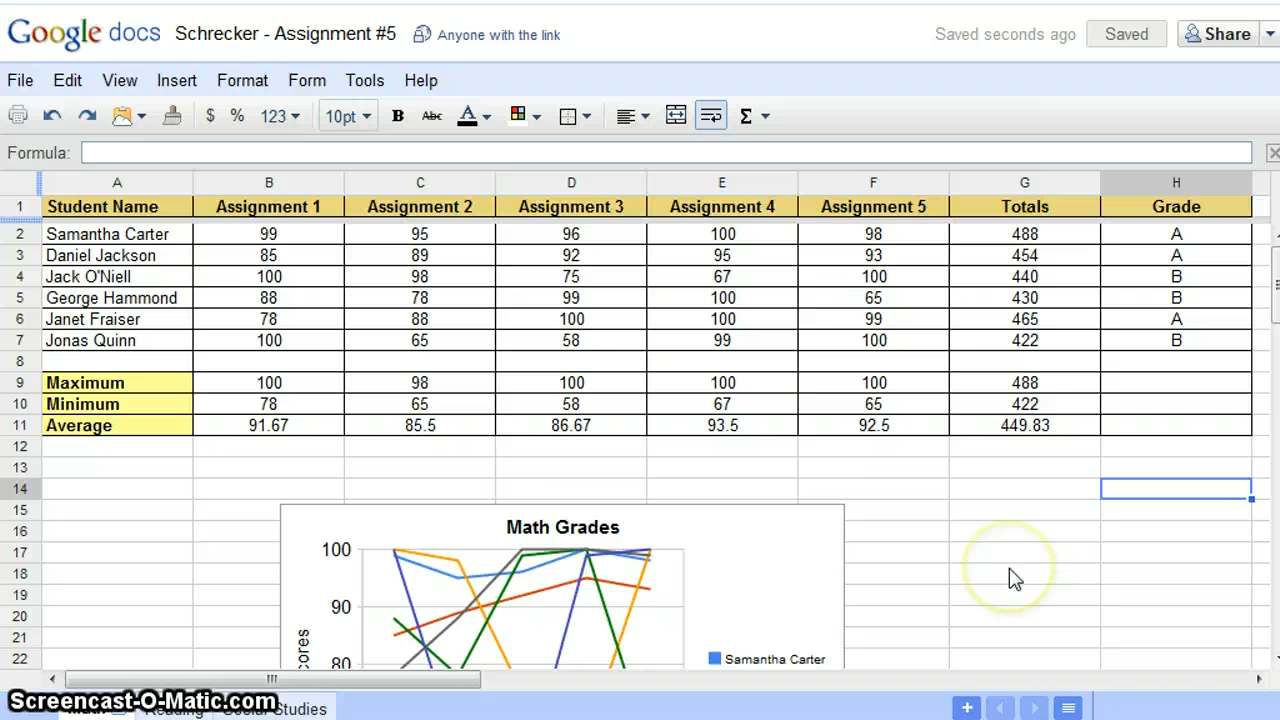 Google docs Schrecker - Assignment #5 Anyone with the link Saved seconds ago Saved Share
File Edit View Insert Format Form Tools Help
$ % 123 10pt B Abc A Σ
Formula:
A B C D E F G H
1 Student Name Assignment 1 Assignment 2 Assignment 3 Assignment 4 Assignment 5 Totals Grade
2 Samantha Carter 99 95 96 100 98 488 A
3 Daniel Jackson 85 89 92 95 93 454 A
4 Jack O'Niell 100 98 75 67 100 440 B
5 George Hammond 88 78 99 100 65 430 B
6 Janet Fraiser 78 88 100 100 99 465 A
7 Jonas Quinn 100 65 58 99 100 422 B
8
9 Maximum 100 98 100 100 100 488
10 Minimum 78 65 58 67 65 422
11 Average 91.67 85.5 86.67 93.5 92.5 449.83
12
13
14
15
16 Math Grades
17 100
18
19
20 90
21
22 80 Samantha Carter
Screencast-O-Matic.com
Studies